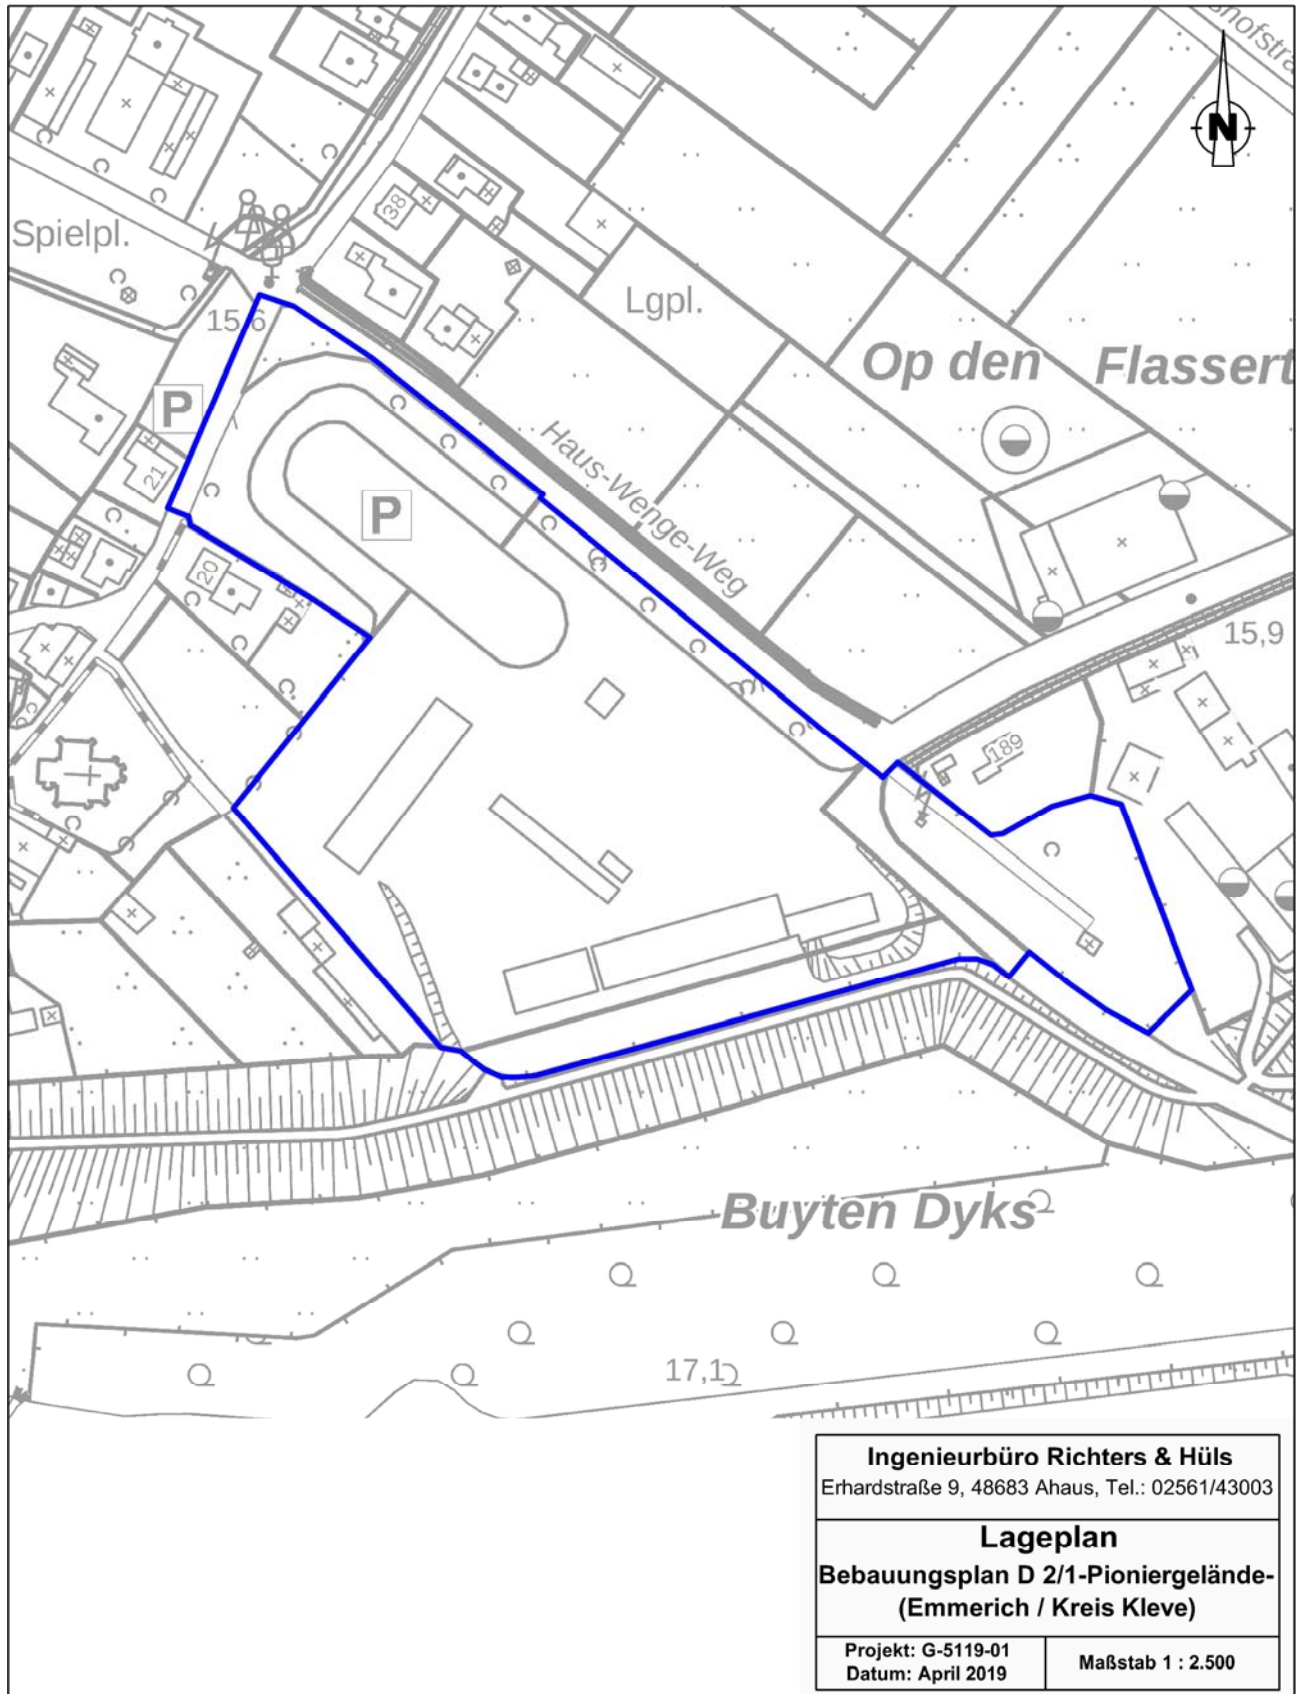 N
Spielpl.
38
15,6
Lgpl.
Op den Flassert
P
21
P
Haus-Wenge-Weg
20
15,9
189
Buyten Dyks
17,1
Ingenieurbüro Richters & Hüls
Erhardstraße 9, 48683 Ahaus, Tel.: 02561/43003
Lageplan
Bebauungsplan D 2/1-Pioniergelände-
(Emmerich / Kreis Kleve)
Projekt: G-5119-01
Datum: April 2019
Maßstab 1 : 2.500